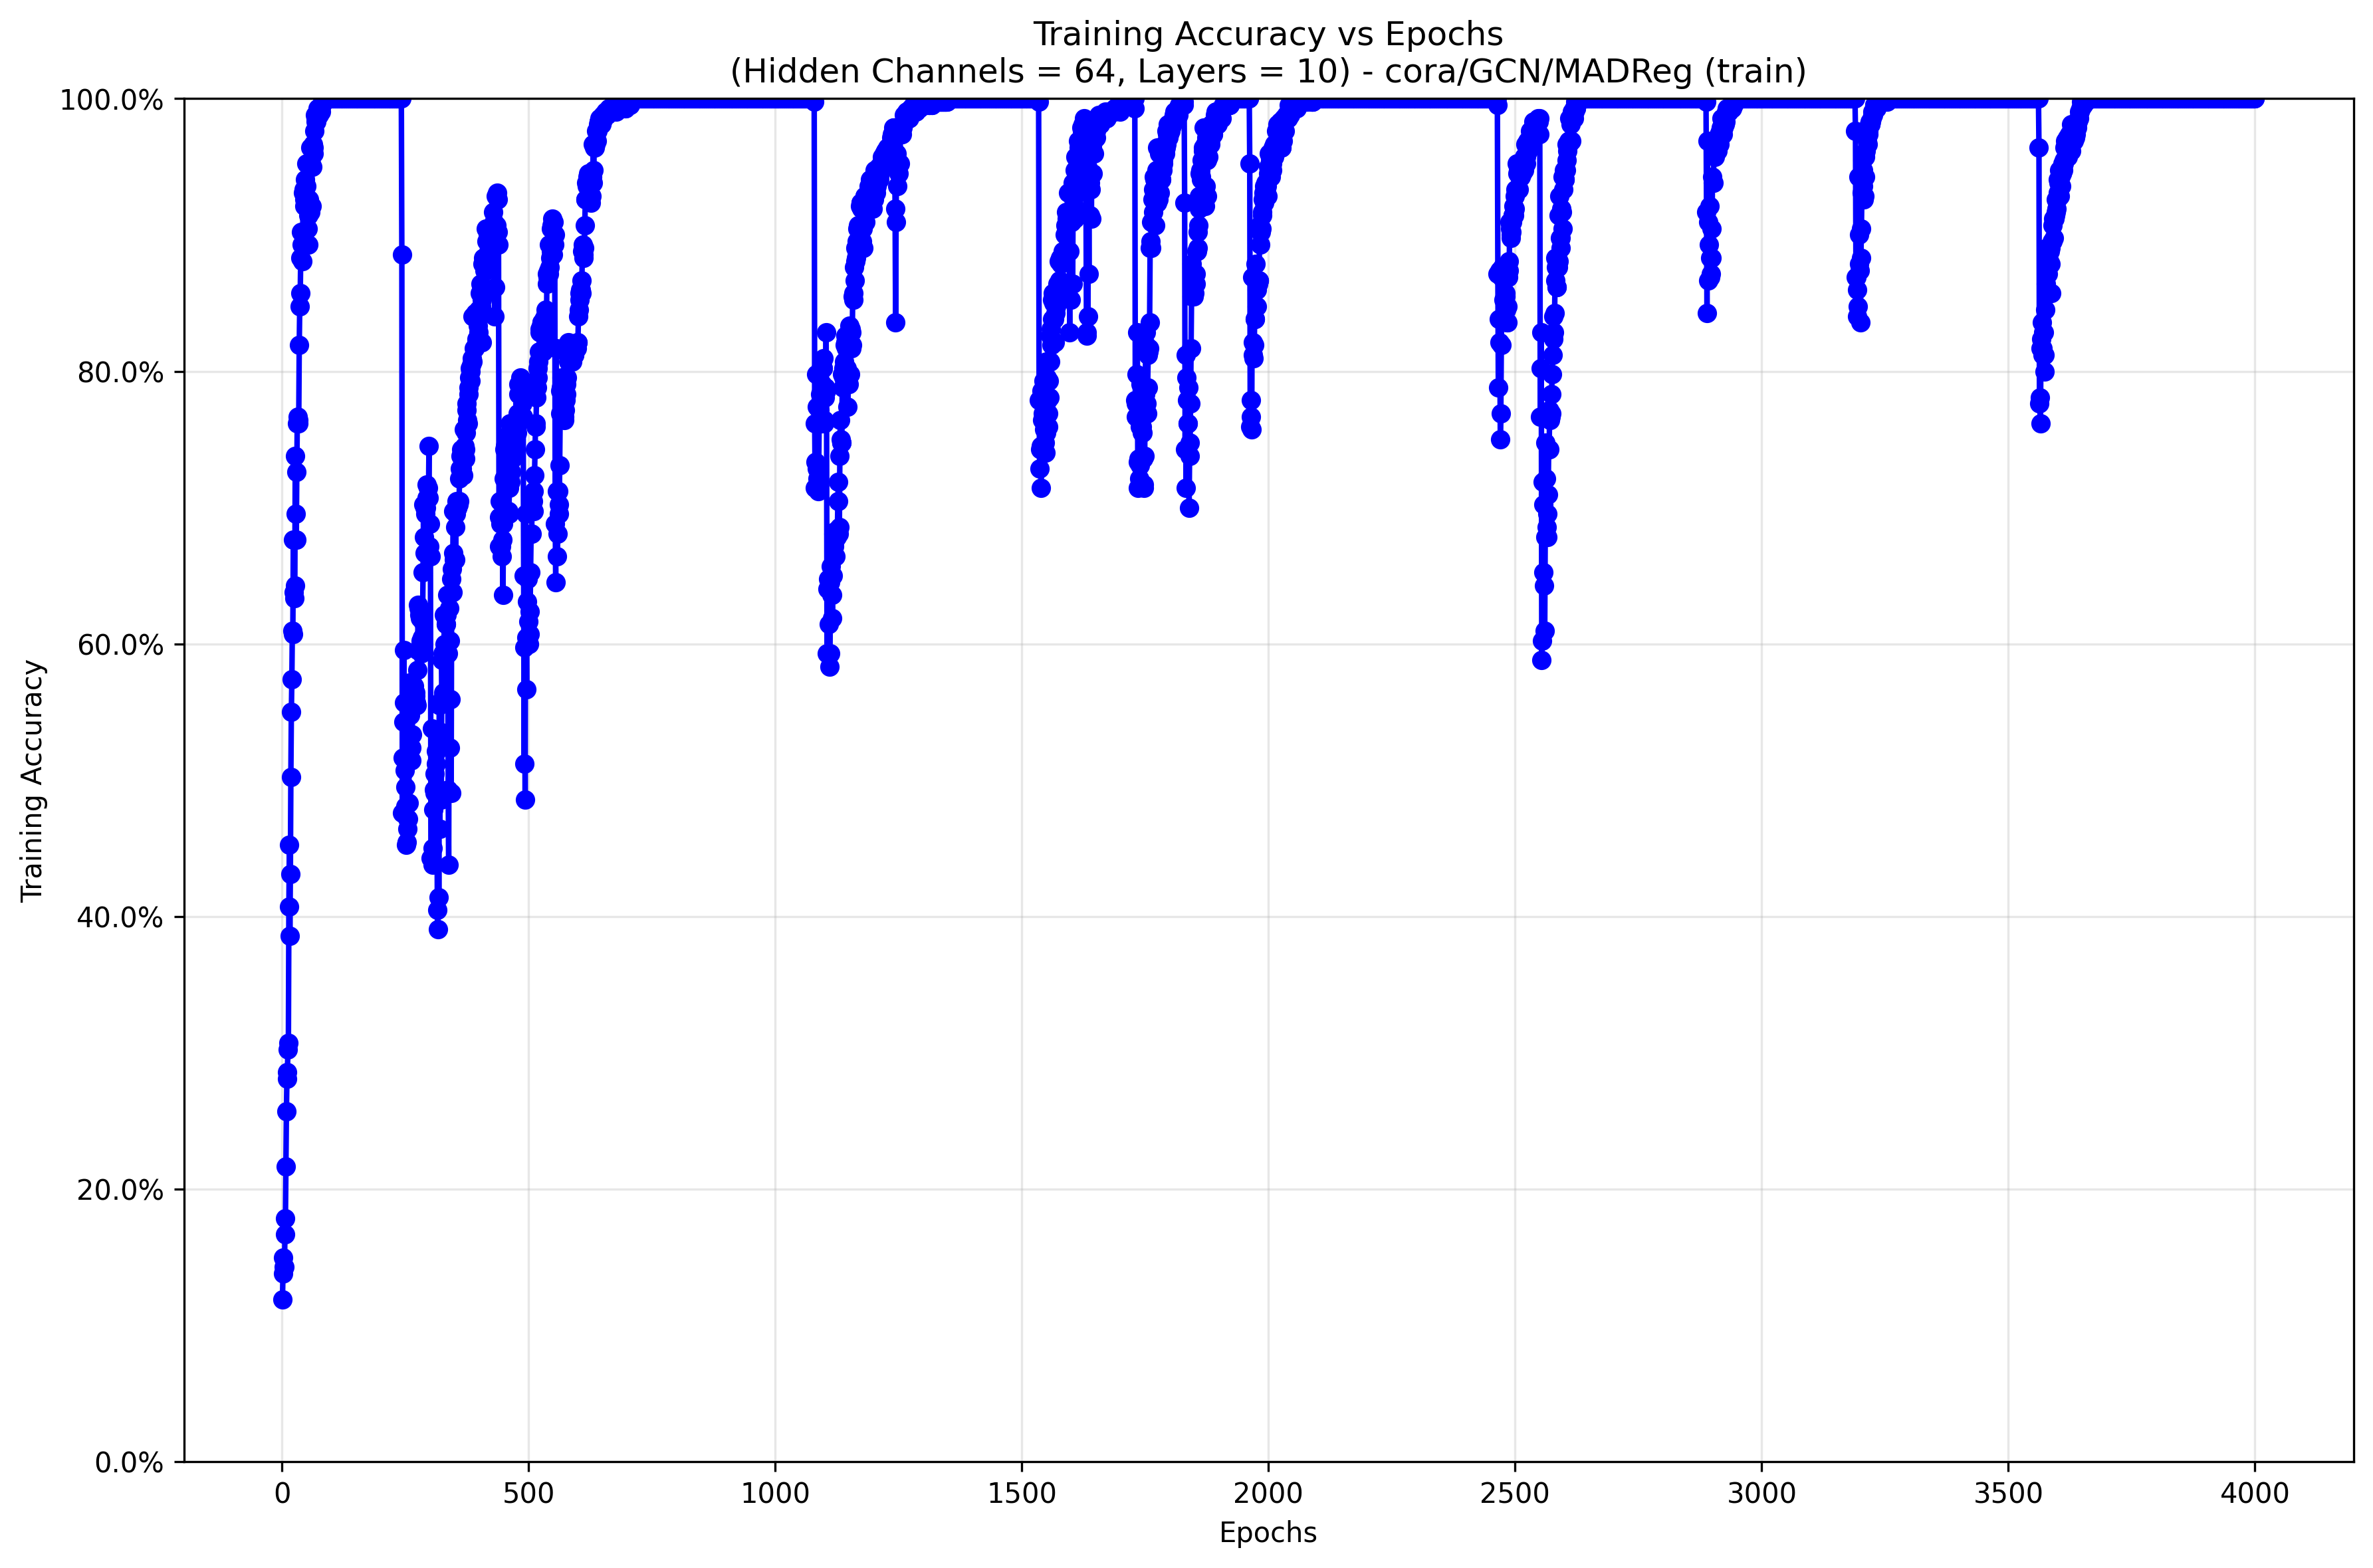 Training Accuracy vs Epochs
(Hidden Channels = 64, Layers = 10) - cora/GCN/MADReg (train)
100.0%
80.0%
60.0%
40.0%
20.0%
0.0%
Training Accuracy
0 500 1000 1500 2000 2500 3000 3500 4000
Epochs